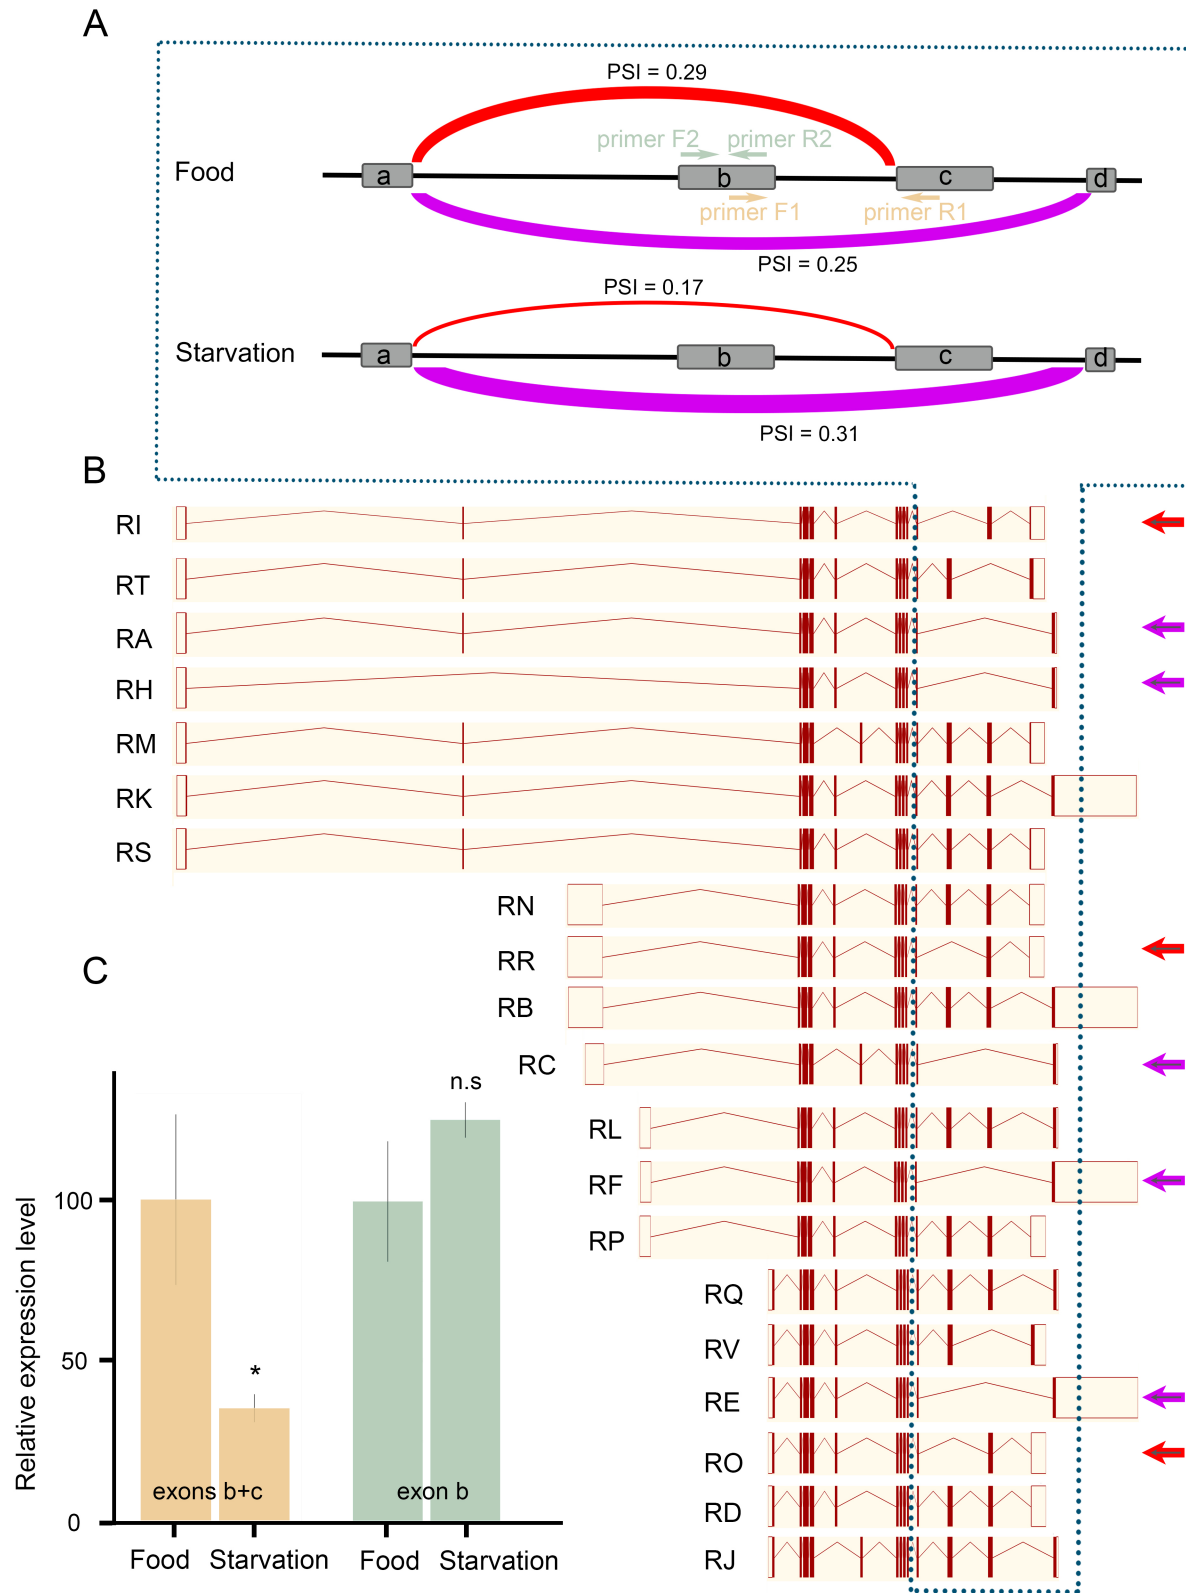 A
PSI = 0.29
primer F2 primer R2
Food
a b c d
primer F1 primer R1
PSI = 0.25
PSI = 0.17
Starvation
a b c d
PSI = 0.31
B
RI
RT
RA
RH
RM
RK
RS
RN
RR
RB
RC
RL
RF
RP
RQ
RV
RE
RO
RD
RJ
C
Relative expression level
100
50
0
*
n.s
exons b+c
exon b
Food Starvation Food Starvation